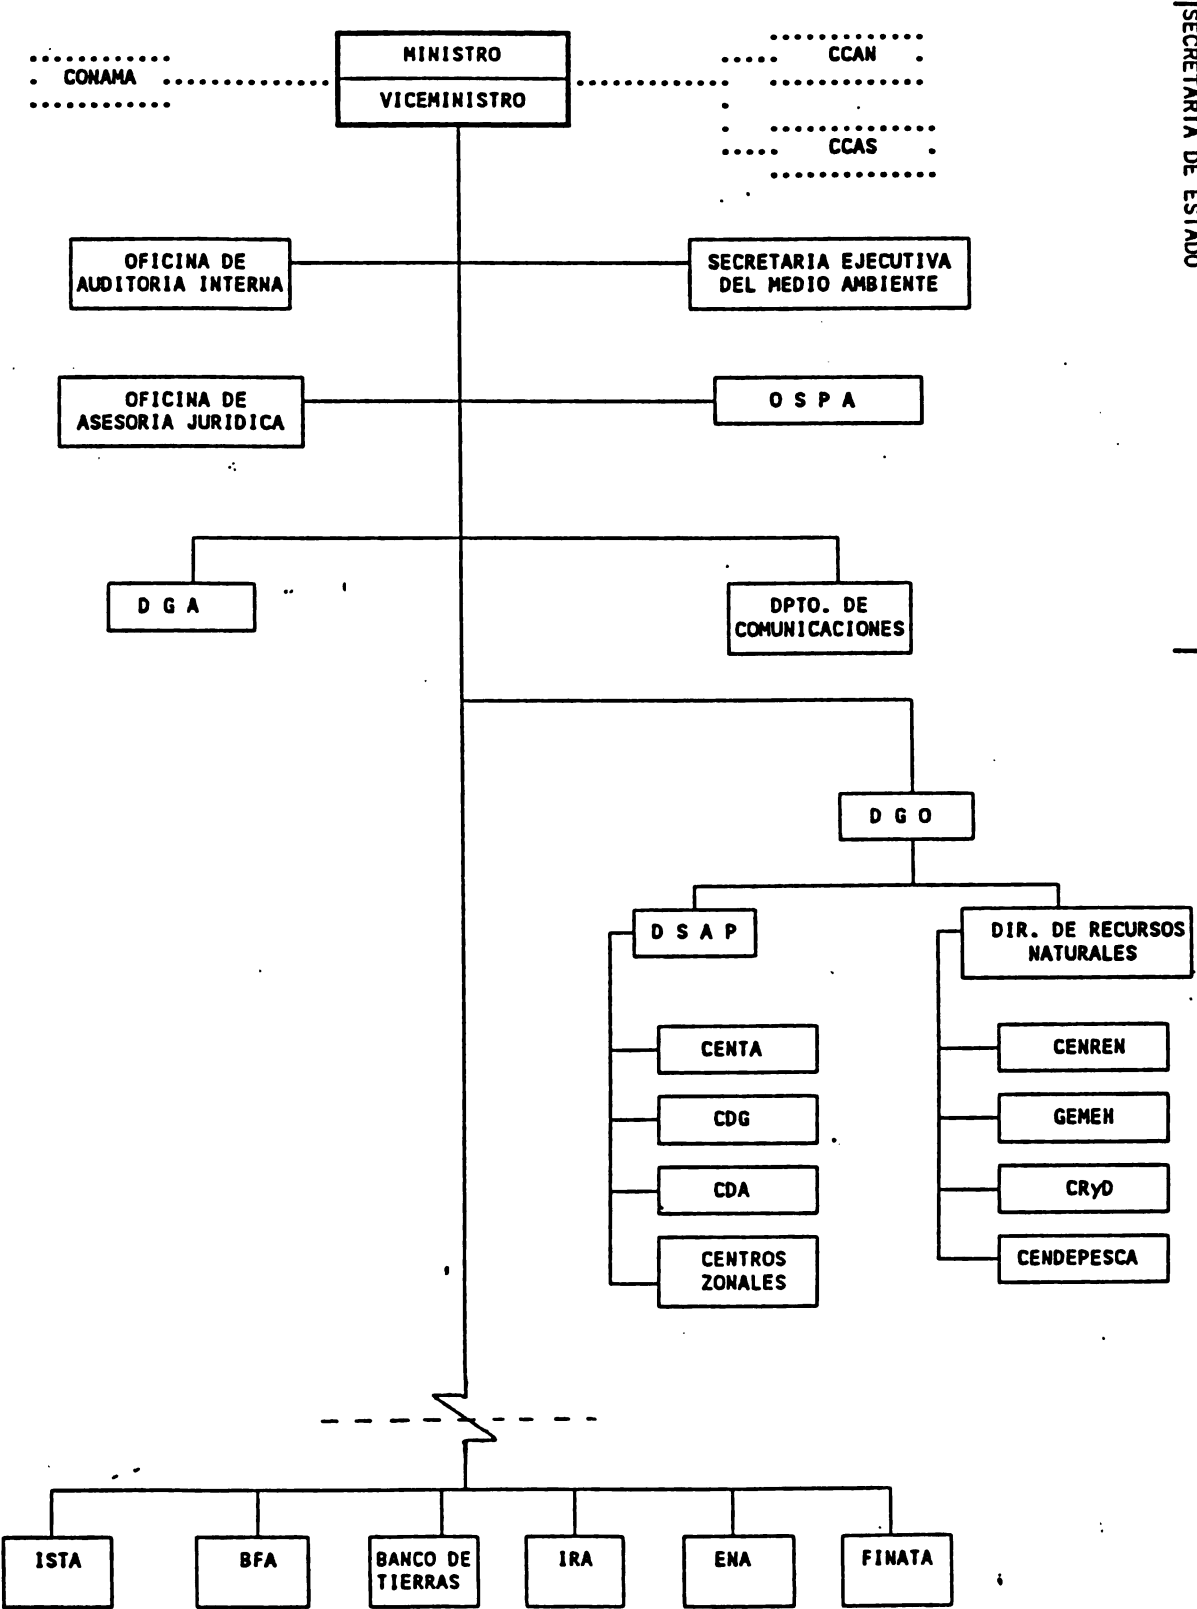 SECRETARIA DE ESTADO
MINISTRO
CONAMA
CCAN
VICEMINISTRO
CCAS
OFICINA DE
AUDITORIA INTERNA
SECRETARIA EJECUTIVA
DEL MEDIO AMBIENTE
OFICINA DE
ASESORIA JURIDICA
O S P A
D G A
DPTO. DE
COMUNICACIONES
D G O
D S A P
DIR. DE RECURSOS
NATURALES
CENTA
CENREN
CDG
GEMEH
CDA
CRyD
CENTROS
ZONALES
CENDEPESCA
ISTA
BFA
BANCO DE
TIERRAS
IRA
ENA
FINATA